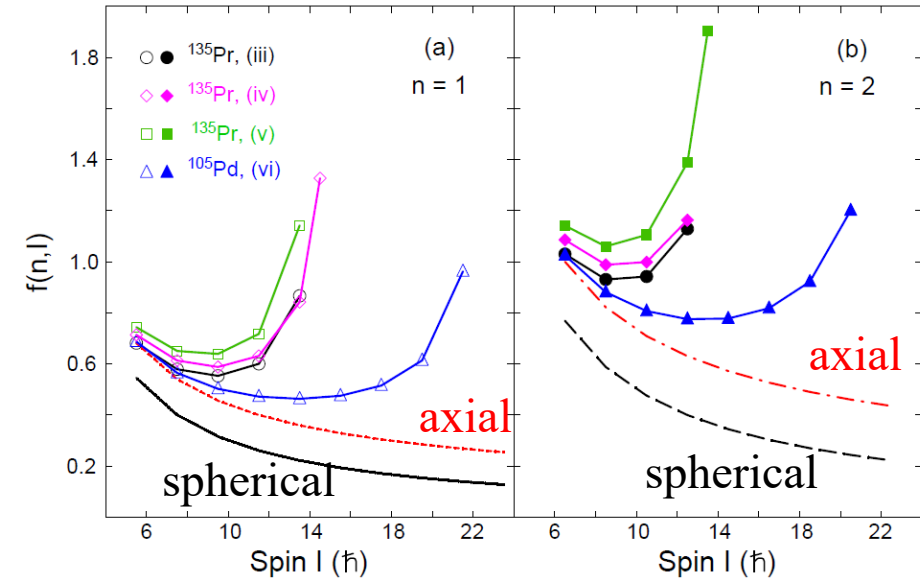 (a)
n = 1
○ ● ¹³⁵Pr, (iii)
◇ ◆ ¹³⁵Pr, (iv)
□ ■ ¹³⁵Pr, (v)
△ ▲ ¹⁰⁵Pd, (vi)
f(n,I)
1.8
1.4
1.0
0.6
0.2
axial
spherical
6 10 14 18 22
Spin I (ħ)
(b)
n = 2
axial
spherical
6 10 14 18 22
Spin I (ħ)